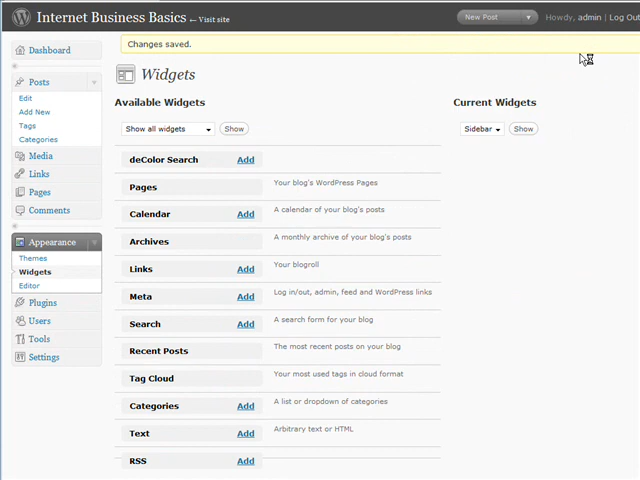 Internet Business Basics ← Visit site
New Post
Howdy, admin | Log Out
Changes saved.
Dashboard
Posts
Edit
Add New
Tags
Categories
Media
Links
Pages
Comments
Appearance
Themes
Widgets
Editor
Plugins
Users
Tools
Settings
Widgets
Available Widgets
Show all widgets Show
deColor Search Add
Pages Your blog's WordPress Pages
Calendar Add A calendar of your blog's posts
Archives A monthly archive of your blog's posts
Links Add Your blogroll
Meta Add Log in/out, admin, feed and WordPress links
Search Add A search form for your blog
Recent Posts The most recent posts on your blog
Tag Cloud Your most used tags in cloud format
Categories Add A list or dropdown of categories
Text Add Arbitrary text or HTML
RSS Add
Current Widgets
Sidebar Show